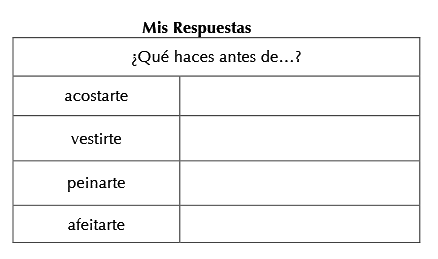 Mis Respuestas
¿Qué haces antes de…?
acostarte
vestirte
peinarte
afeitarte